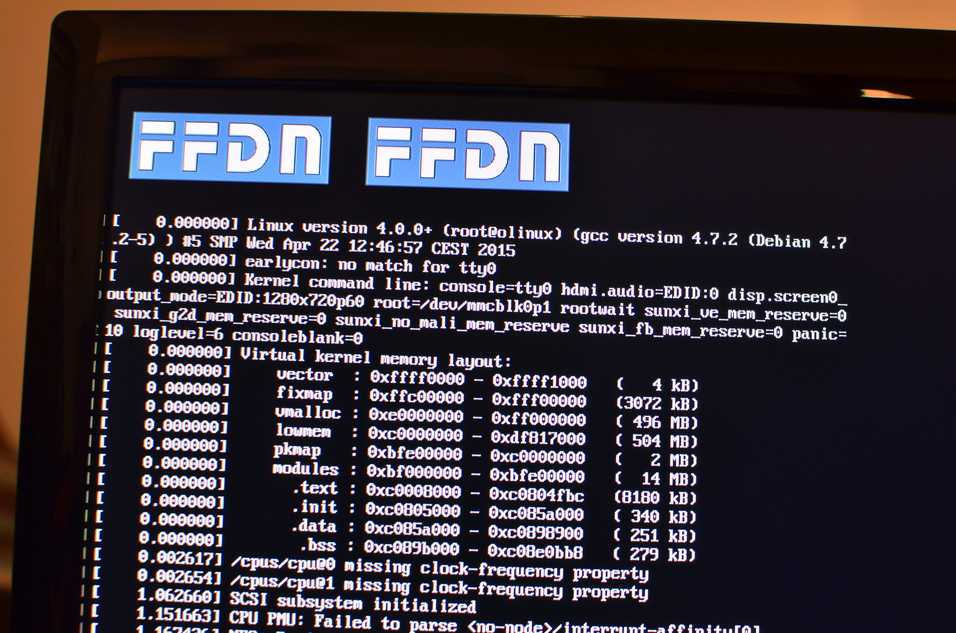 FFDN FFDN
[    0.000000] Linux version 4.0.0+ (root@olinux) (gcc version 4.7.2 (Debian 4.7
.2-5) ) #5 SMP Wed Apr 22 12:46:57 CEST 2015
[    0.000000] earlycon: no match for tty0
[    0.000000] Kernel command line: console=tty0 hdmi.audio=EDID:0 disp.screen0_
output_mode=EDID:1280x720p60 root=/dev/mmcblk0p1 rootwait sunxi_ve_mem_reserve=0
sunxi_g2d_mem_reserve=0 sunxi_no_mali_mem_reserve sunxi_fb_mem_reserve=0 panic=
10 loglevel=6 consoleblank=0
[    0.000000] Virtual kernel memory layout:
[    0.000000]     vector  : 0xffff0000 - 0xffff1000   (   4 kB)
[    0.000000]     fixmap  : 0xffc00000 - 0xfff00000   (3072 kB)
[    0.000000]     vmalloc : 0xe0000000 - 0xff000000   ( 496 MB)
[    0.000000]     lowmem  : 0xc0000000 - 0xdf817000   ( 504 MB)
[    0.000000]     pkmap   : 0xbfe00000 - 0xc0000000   (   2 MB)
[    0.000000]     modules : 0xbf000000 - 0xbfe00000   (  14 MB)
[    0.000000]       .text : 0xc0008000 - 0xc0804fbc   (8180 kB)
[    0.000000]       .init : 0xc0805000 - 0xc085a000   ( 340 kB)
[    0.000000]       .data : 0xc085a000 - 0xc0898900   ( 251 kB)
[    0.000000]        .bss : 0xc089b000 - 0xc08e0bb8   ( 279 kB)
[    0.002617] /cpus/cpu@0 missing clock-frequency property
[    0.002654] /cpus/cpu@1 missing clock-frequency property
[    1.062660] SCSI subsystem initialized
[    1.151663] CPU PMU: Failed to parse <no-node>/interrupt-affinity[0]